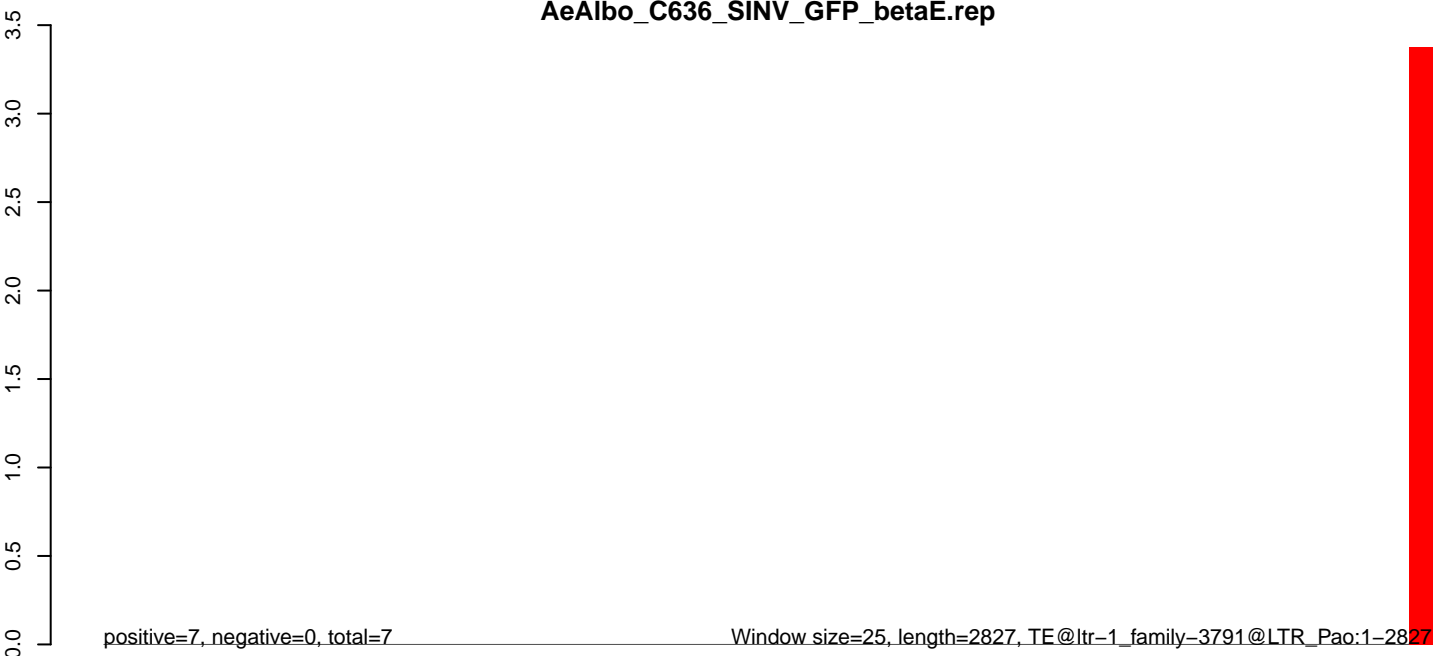 AeAlbo_C636_SINV_GFP_betaE.rep
3.5
3.0
2.5
2.0
1.5
1.0
0.5
0.0
positive=7, negative=0, total=7
Window size=25, length=2827, TE@ltr−1_family−3791@LTR_Pao:1−2827